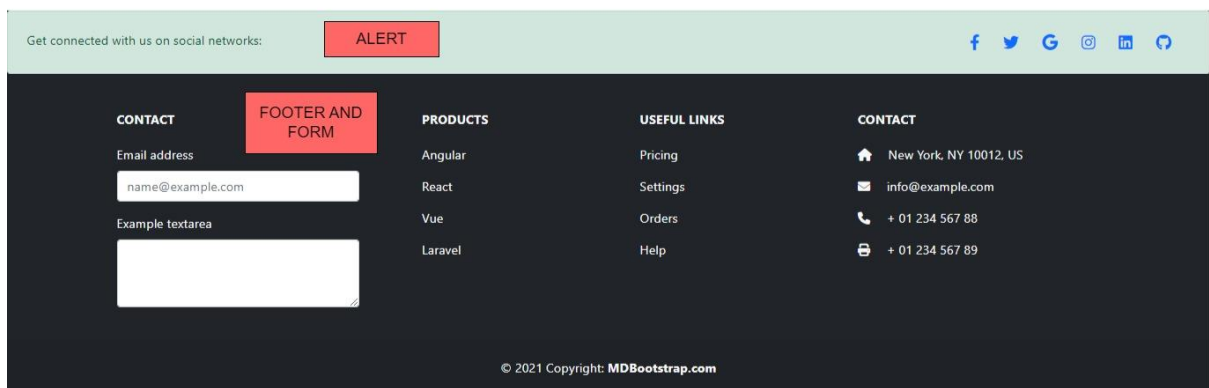 Get connected with us on social networks:
ALERT
CONTACT
FOOTER AND
FORM
Email address
name@example.com
Example textarea
PRODUCTS
Angular
React
Vue
Laravel
USEFUL LINKS
Pricing
Settings
Orders
Help
CONTACT
New York, NY 10012, US
info@example.com
+ 01 234 567 88
+ 01 234 567 89
© 2021 Copyright: MDBootstrap.com